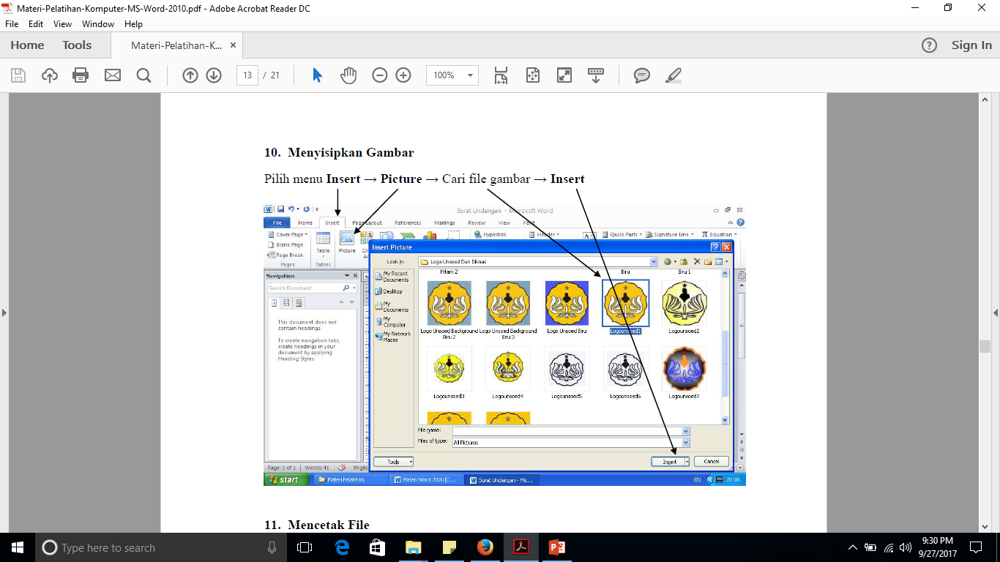 Materi-Pelatihan-Komputer-MS-Word-2010.pdf - Adobe Acrobat Reader DC
File Edit View Window Help
Home Tools Materi-Pelatihan-K... × Sign In
13 / 21 100%
10. Menyisipkan Gambar
Pilih menu Insert → Picture → Cari file gambar → Insert
Surat Undangan - Microsoft Word
File Home Insert Page Layout References Mailings Review View
Cover Page Hyperlink Header Quick Parts Signature Line Equation
Blank Page
Page Break Table Picture
Pages Tables
Insert Picture
Navigation
Search Document
This document does not
contain headings.
To create navigation tabs,
create headings in your
document by applying
Heading Styles.
Look in: Logo Unsoed Dan Diknas
My Recent
Documents
Desktop
My
Documents
My
Computer
My Network
Places
Hitam 2 Biru Biru 1
Logo Unsoed Background
Biru 2
Logo Unsoed Background
Biru 3
Logo Unsoed Biru
Logounsoed1
Logounsoed2
Logounsoed3 Logounsoed4 Logounsoed5 Logounsoed6 Logounsoed7
File name:
Files of type: All Pictures
Tools Insert Cancel
Page: 1 of 1 Words: 41 Englis
start Materi Pelatihan Materi Word 2010 [C... Surat Undangan - Mic... EN 20:38
11. Mencetak File
Type here to search
9:30 PM
9/27/2017